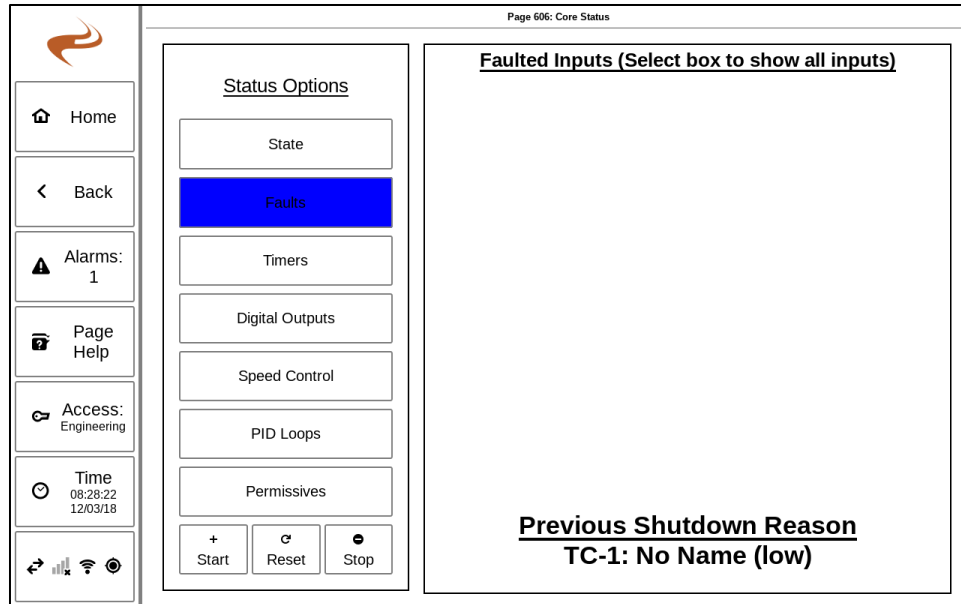 Page 606: Core Status
Home
Back
Alarms:
1
Page
Help
Access:
Engineering
Time
08:28:22
12/03/18
Status Options
State
Faults
Timers
Digital Outputs
Speed Control
PID Loops
Permissives
Start
Reset
Stop
Faulted Inputs (Select box to show all inputs)
Previous Shutdown Reason
TC-1: No Name (low)